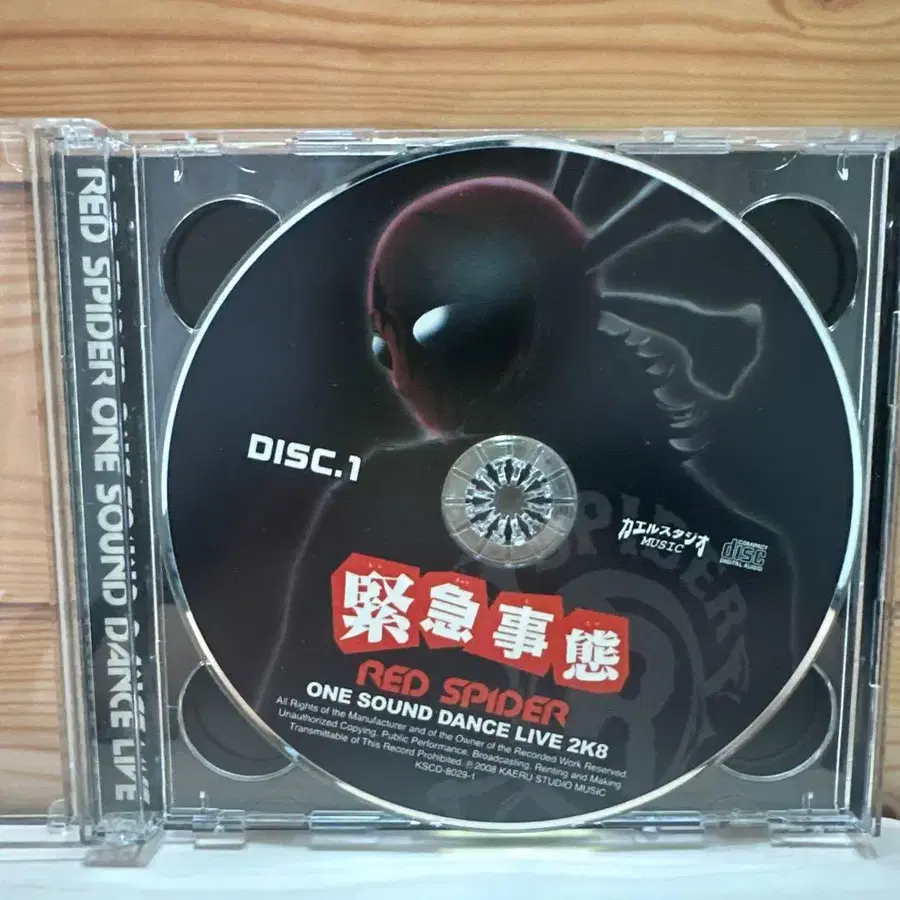 RED SPIDER ONE SOUND DANCE LIVE
DISC.1
カエルスタジオ
MUSIC
COMPACT
disc
DIGITAL AUDIO
緊急事態
RED SPIDER
ONE SOUND DANCE LIVE 2K8
All Rights of the Manufacturer and of the Owner of the Recorded Work Reserved.
Unauthorized Copying, Public Performance, Broadcasting, Renting and Making
Transmittable of This Record Prohibited. ℗ 2008 KAERU STUDIO MUSIC
KSCD-8029-1